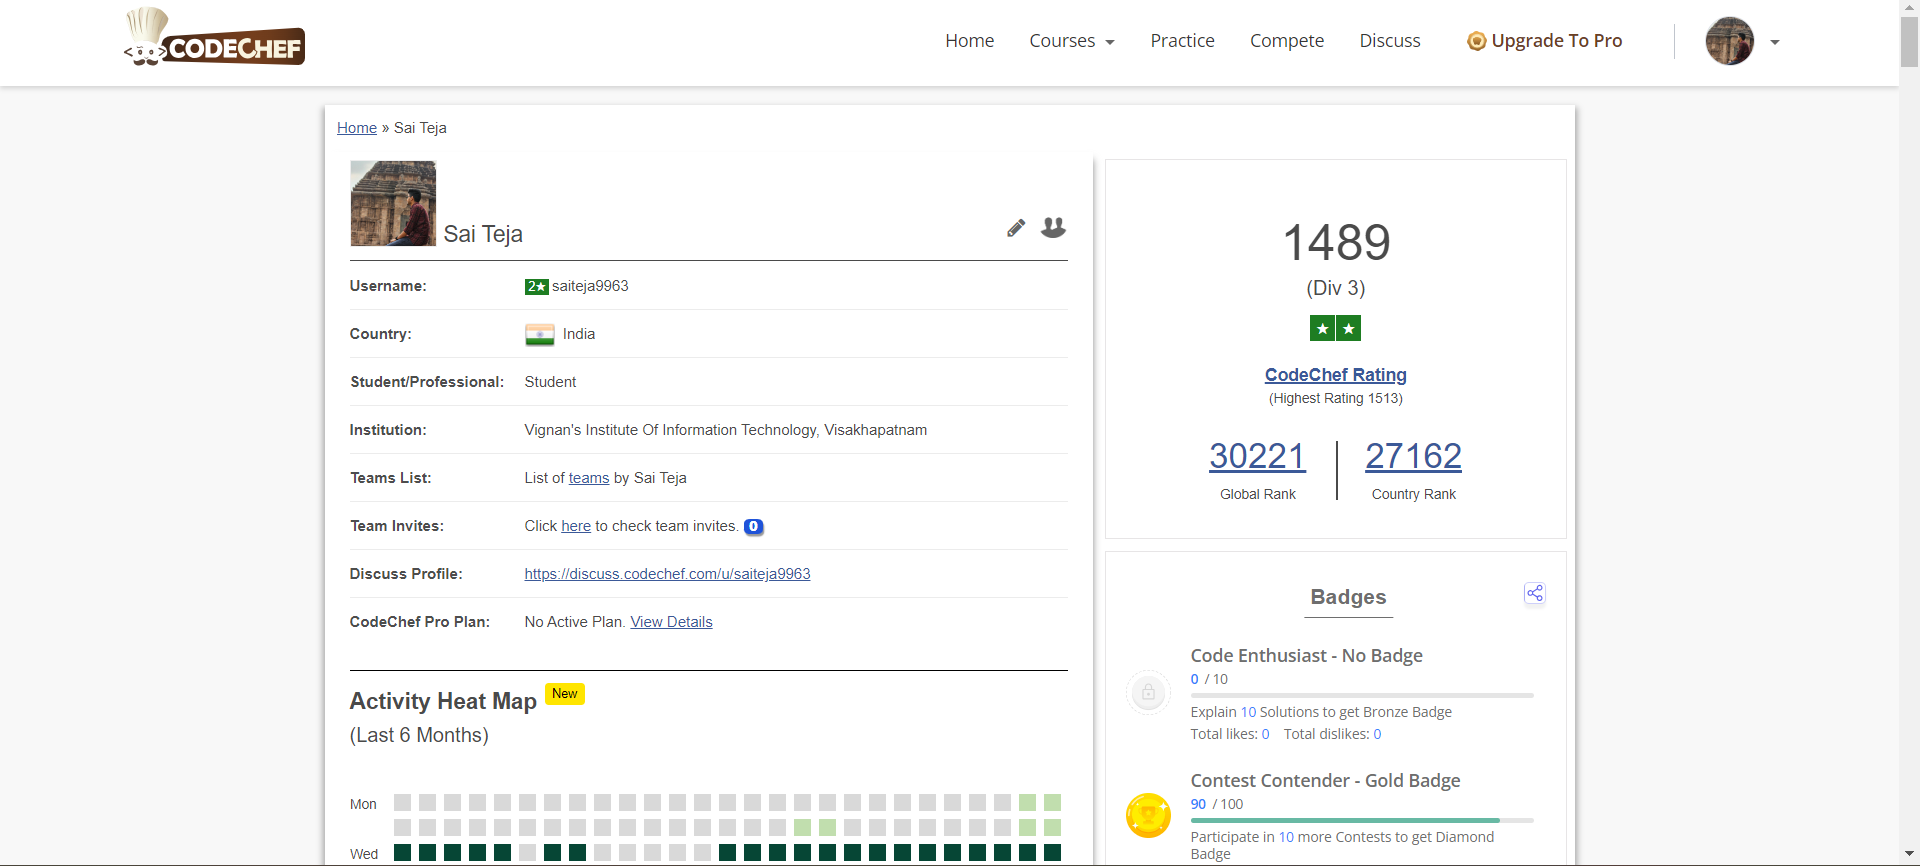 CODECHEF
Home Courses Practice Compete Discuss Upgrade To Pro
Home » Sai Teja
Sai Teja
Username: 2★ saiteja9963
Country: India
Student/Professional: Student
Institution: Vignan's Institute Of Information Technology, Visakhapatnam
Teams List: List of teams by Sai Teja
Team Invites: Click here to check team invites. 0
Discuss Profile: https://discuss.codechef.com/u/saiteja9963
CodeChef Pro Plan: No Active Plan. View Details
Activity Heat Map New
(Last 6 Months)
Mon
Wed
1489
(Div 3)
★ ★
CodeChef Rating
(Highest Rating 1513)
30221 27162
Global Rank Country Rank
Badges
Code Enthusiast - No Badge
0 / 10
Explain 10 Solutions to get Bronze Badge
Total likes: 0 Total dislikes: 0
Contest Contender - Gold Badge
90 / 100
Participate in 10 more Contests to get Diamond
Badge